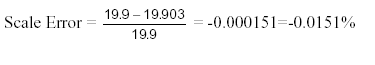 Scale Error = (19.9 – 19.903) / 19.9 = -0.000151=-0.0151%